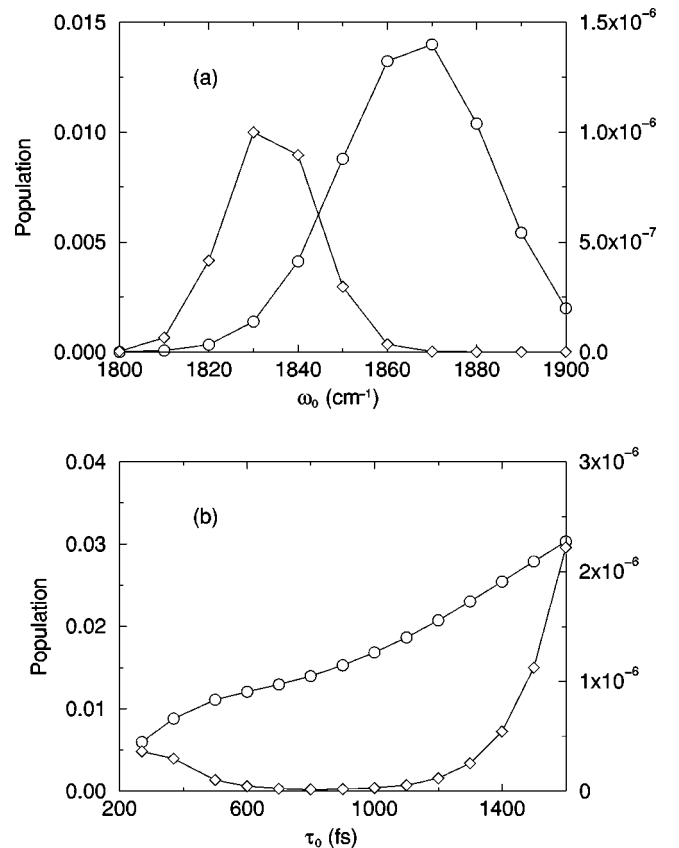 0.015
1.5x10⁻⁶
(a)
0.010
1.0x10⁻⁶
Population
0.005
5.0x10⁻⁷
0.000
0.0
1800 1820 1840 1860 1880 1900
ω₀ (cm⁻¹)
0.04
3x10⁻⁶
(b)
0.03
2x10⁻⁶
0.02
Population
1x10⁻⁶
0.01
0.00
0
200 600 1000 1400
τ₀ (fs)